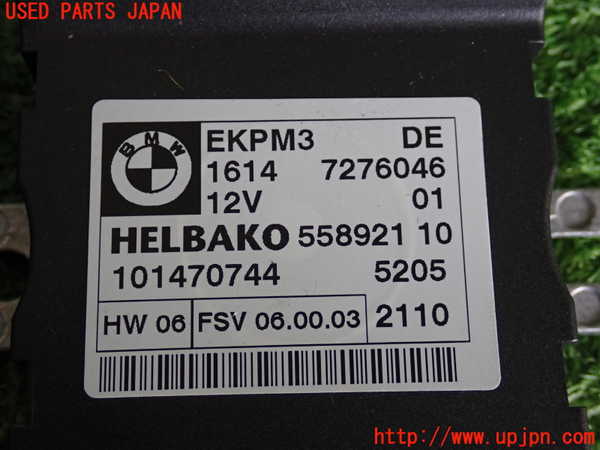 USED PARTS JAPAN
BMW
EKPM3 DE
1614 7276046
12V 01
HELBAKO 558921 10
101470744 5205
HW 06 FSV 06.00.03 2110
http://www.upjpn.com/